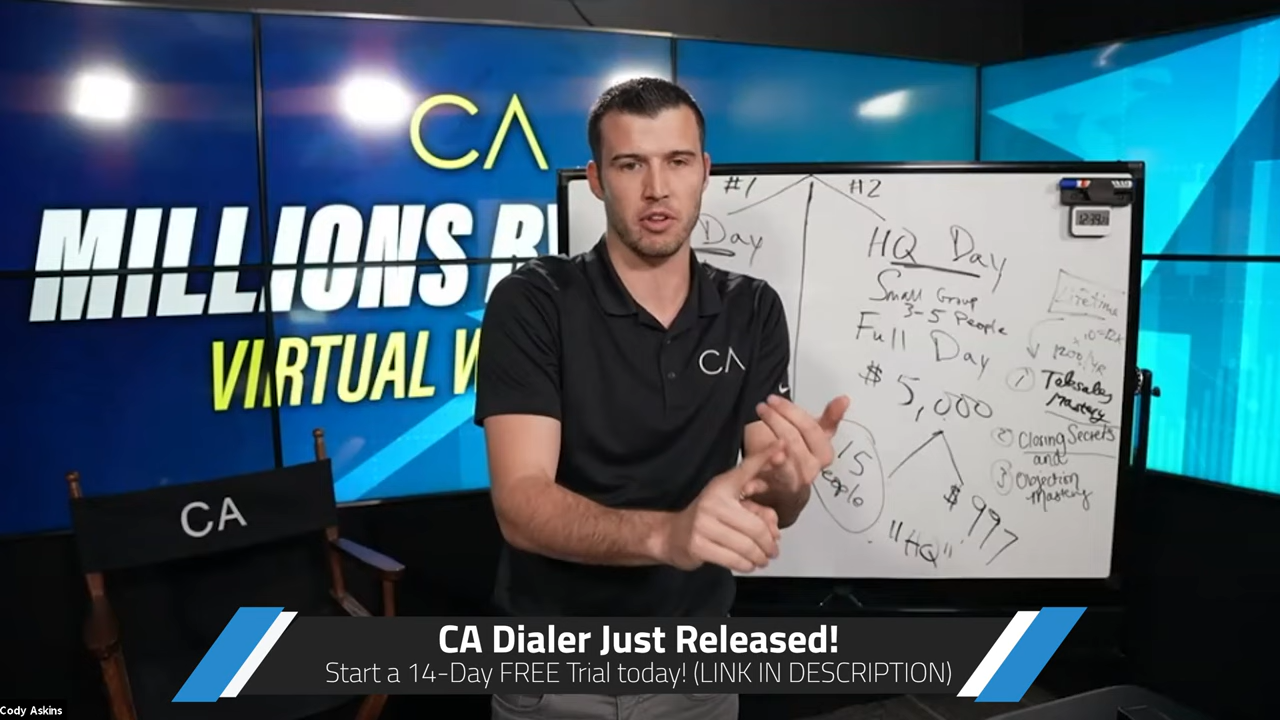 CA
MILLIONS
VIRTUAL
CA
CA
#1
#2
Day
HQ Day
Small Group
3-5 People
Full Day
$5,000
15
$997
"HQ"
Lifetime
1200/YR
1 Telesales
Mastery
2 Closing Secrets
and
3 Objection
Mastery
CA Dialer Just Released!
Start a 14-Day FREE Trial today! (LINK IN DESCRIPTION)
Cody Askins